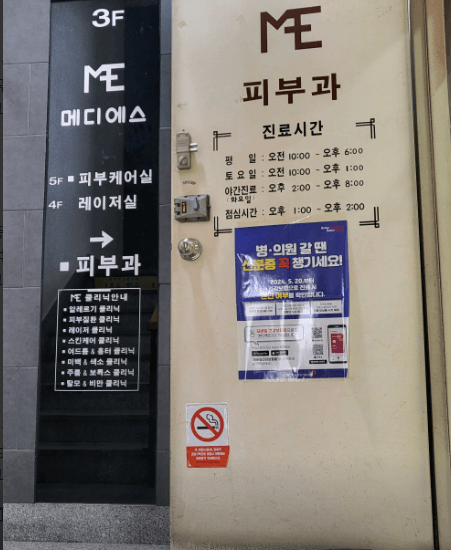 3F
ME
메디에스
5F ■ 피부케어실
4F 레이저실
→
■ 피부과
ME 클리닉안내
■ 알레르기 클리닉
■ 피부질환 클리닉
■ 레이저 클리닉
■ 스킨케어 클리닉
■ 여드름 & 흉터 클리닉
■ 미백 & 색소 클리닉
■ 주름 & 보톡스 클리닉
■ 탈모 & 비만 클리닉
ME
피부과
진료시간
평 일 : 오전 10:00 - 오후 6:00
토요일 : 오전 10:00 - 오후 1:00
야간진료 : 오후 2:00 - 오후 8:00
(화요일)
점심시간 : 오후 1:00 - 오후 2:00
병·의원 갈 땐
신분증 꼭 챙기세요!
2024. 5. 20.부터